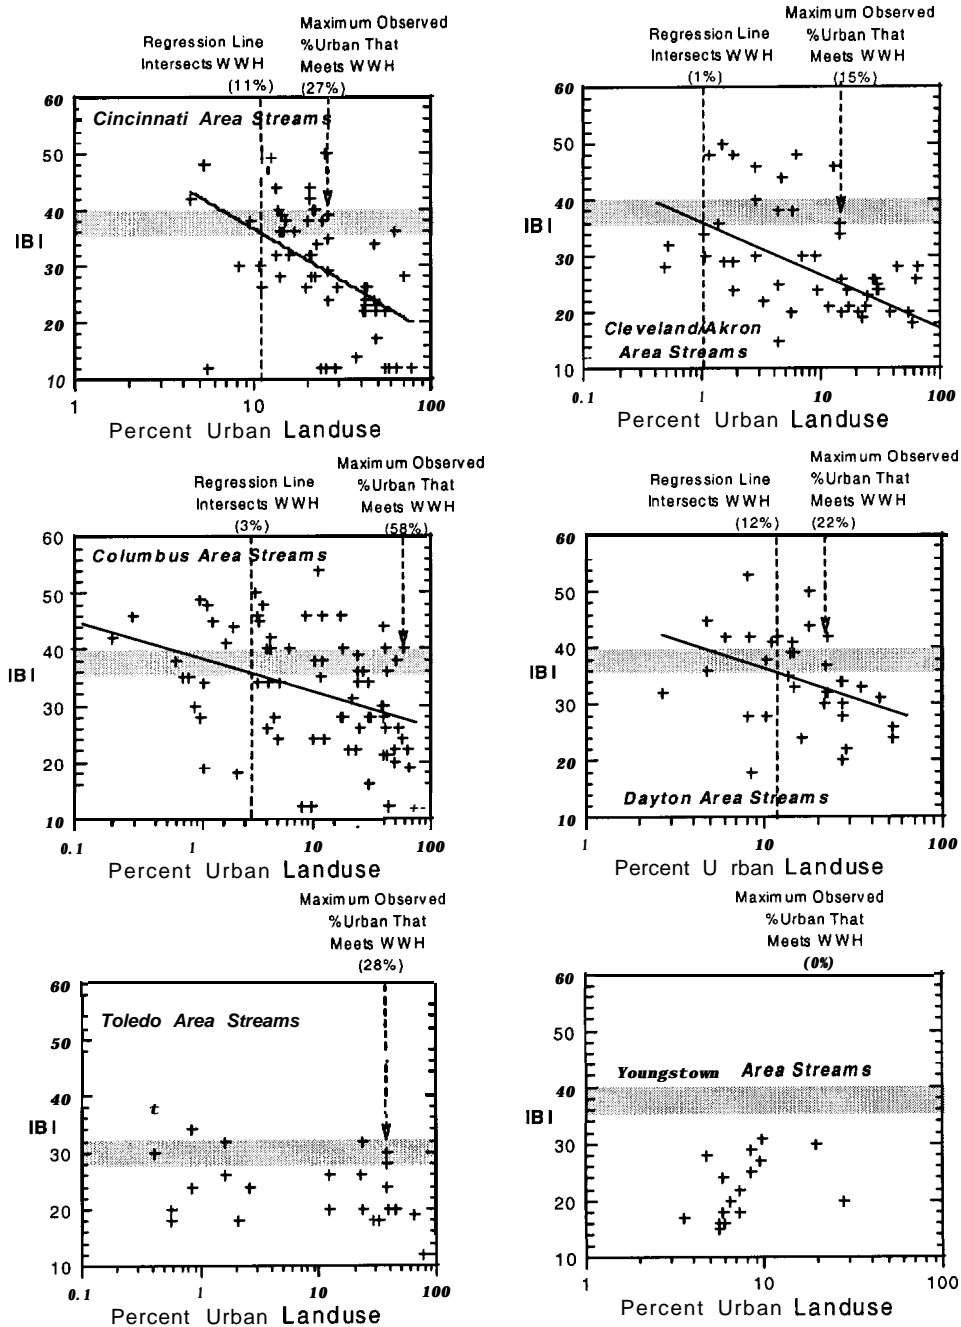 Regression Line
Intersects WWH
(11%)
Maximum Observed
%Urban That
Meets WWH
(27%)
60
50
40
30
20
10
IBI
Cincinnati Area Streams
1
10
100
Percent Urban Landuse
Regression Line
Intersects WWH
(1%)
Maximum Observed
%Urban That
Meets WWH
(15%)
60
50
40
30
20
10
IBI
Cleveland/Akron
Area Streams
0.1
1
10
100
Percent Urban Landuse
Regression Line
Intersects WWH
(3%)
Maximum Observed
%Urban That
Meets WWH
(58%)
60
50
40
30
20
10
IBI
Columbus Area Streams
0.1
1
10
100
Percent Urban Landuse
Regression Line
Intersects WWH
(12%)
Maximum Observed
%Urban That
Meets WWH
(22%)
60
50
40
30
20
10
IBI
Dayton Area Streams
1
10
100
Percent U rban Landuse
Maximum Observed
%Urban That
Meets WWH
(28%)
60
50
40
30
20
10
IBI
Toledo Area Streams
0.1
1
10
100
Percent Urban Landuse
Maximum Observed
%Urban That
Meets WWH
(0%)
60
50
40
30
20
10
IBI
Youngstown Area Streams
1
10
100
Percent Urban Landuse